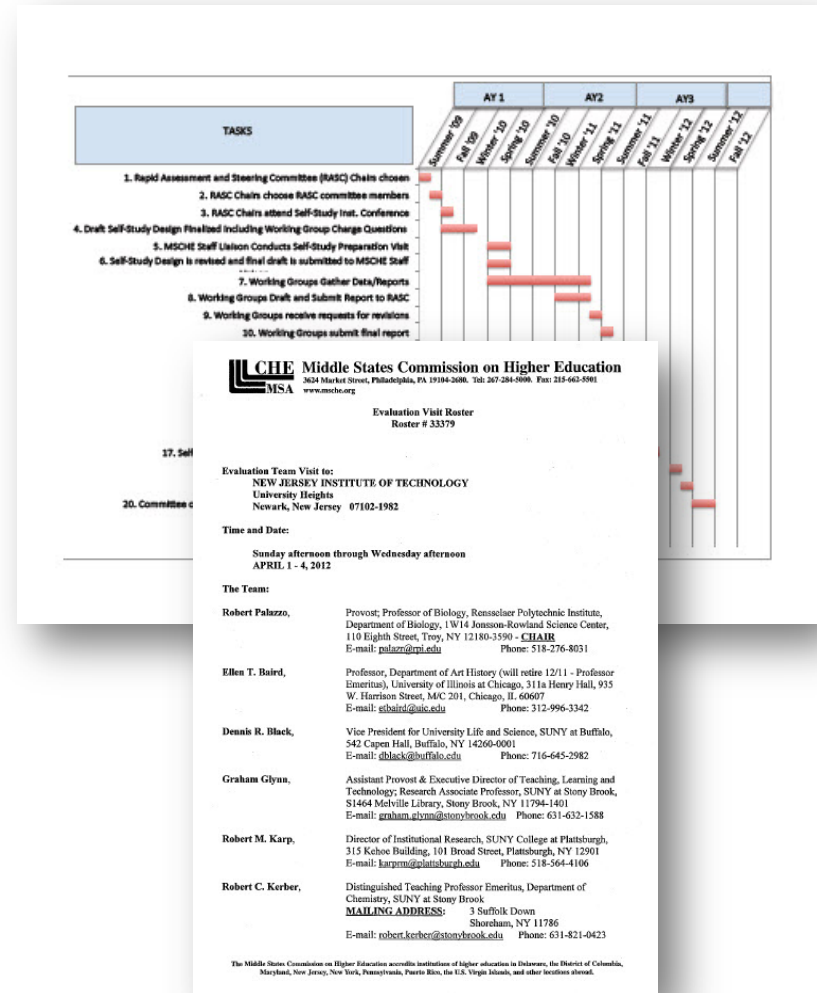 AY 1 AY2 AY3
TASKS
Summer '09 Fall '09 Winter '10 Spring '10 Summer '10 Fall '10 Winter '11 Spring '11 Summer '11 Fall '11 Winter '12 Spring '12 Summer '12 Fall '12
1. Rapid Assessment and Steering Committee (RASC) Chairs chosen
2. RASC Chairs choose RASC committee members
3. RASC Chairs attend Self-Study Inst. Conference
4. Draft Self-Study Design Finalized Including Working Group Charge Questions
5. MSCHE Staff Liaison Conducts Self-Study Preparation Visit
6. Self-Study Design is revised and final draft is submitted to MSCHE Staff
7. Working Groups Gather Data/Reports
8. Working Groups Draft and Submit Report to RASC
9. Working Groups receive requests for revisions
10. Working Groups submit final report
17. Self
20. Committee
CHE Middle States Commission on Higher Education
3624 Market Street, Philadelphia, PA 19104-2680. Tel: 267-284-5000. Fax: 215-662-5501
MSA www.msche.org
Evaluation Visit Roster
Roster # 33379
Evaluation Team Visit to:
NEW JERSEY INSTITUTE OF TECHNOLOGY
University Heights
Newark, New Jersey 07102-1982
Time and Date:
Sunday afternoon through Wednesday afternoon
APRIL 1 - 4, 2012
The Team:
Robert Palazzo, Provost; Professor of Biology, Rensselaer Polytechnic Institute,
Department of Biology, 1W14 Jonsson-Rowland Science Center,
110 Eighth Street, Troy, NY 12180-3590 - CHAIR
E-mail: palazr@rpi.edu Phone: 518-276-8031
Ellen T. Baird, Professor, Department of Art History (will retire 12/11 - Professor
Emeritus), University of Illinois at Chicago, 311a Henry Hall, 935
W. Harrison Street, M/C 201, Chicago, IL 60607
E-mail: etbaird@uic.edu Phone: 312-996-3342
Dennis R. Black, Vice President for University Life and Science, SUNY at Buffalo,
542 Capen Hall, Buffalo, NY 14260-0001
E-mail: dblack@buffalo.edu Phone: 716-645-2982
Graham Glynn, Assistant Provost & Executive Director of Teaching, Learning and
Technology; Research Associate Professor, SUNY at Stony Brook,
S1464 Melville Library, Stony Brook, NY 11794-1401
E-mail: graham.glynn@stonybrook.edu Phone: 631-632-1588
Robert M. Karp, Director of Institutional Research, SUNY College at Plattsburgh,
315 Kehoe Building, 101 Broad Street, Plattsburgh, NY 12901
E-mail: karprm@plattsburgh.edu Phone: 518-564-4106
Robert C. Kerber, Distinguished Teaching Professor Emeritus, Department of
Chemistry, SUNY at Stony Brook
MAILING ADDRESS: 3 Suffolk Down
Shoreham, NY 11786
E-mail: robert.kerber@stonybrook.edu Phone: 631-821-0423
The Middle States Commission on Higher Education accredits institutions of higher education in Delaware, the District of Columbia,
Maryland, New Jersey, New York, Pennsylvania, Puerto Rico, the U.S. Virgin Islands, and other locations abroad.